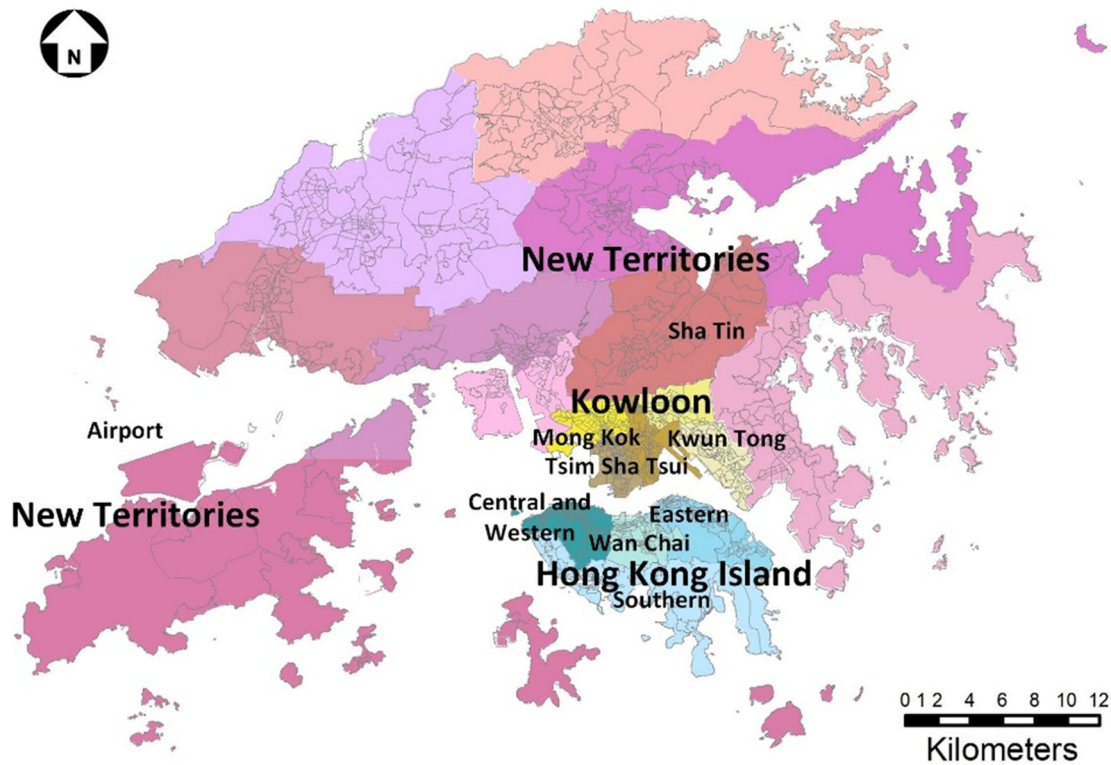 N
New Territories
Sha Tin
Kowloon
Airport
Mong Kok
Kwun Tong
Tsim Sha Tsui
New Territories
Central and
Western
Eastern
Wan Chai
Hong Kong Island
Southern
0 1 2 4 6 8 10 12
Kilometers